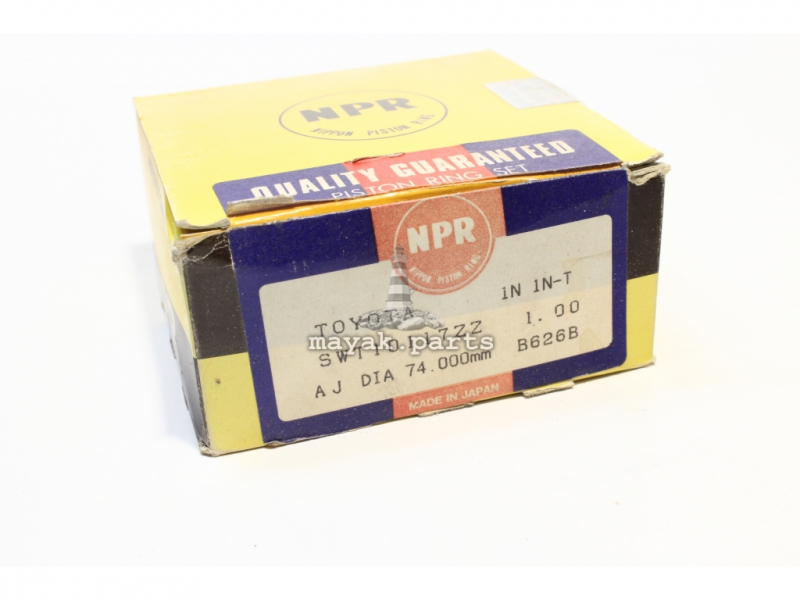 NPR
NIPPON PISTON RING
QUALITY GUARANTEED
PISTON RING SET
NPR
NIPPON PISTON RING
TOYOTA 1N 1N-T
SWT10117ZZ 1.00
AJ DIA 74.000mm B626B
MADE IN JAPAN
mayak.parts